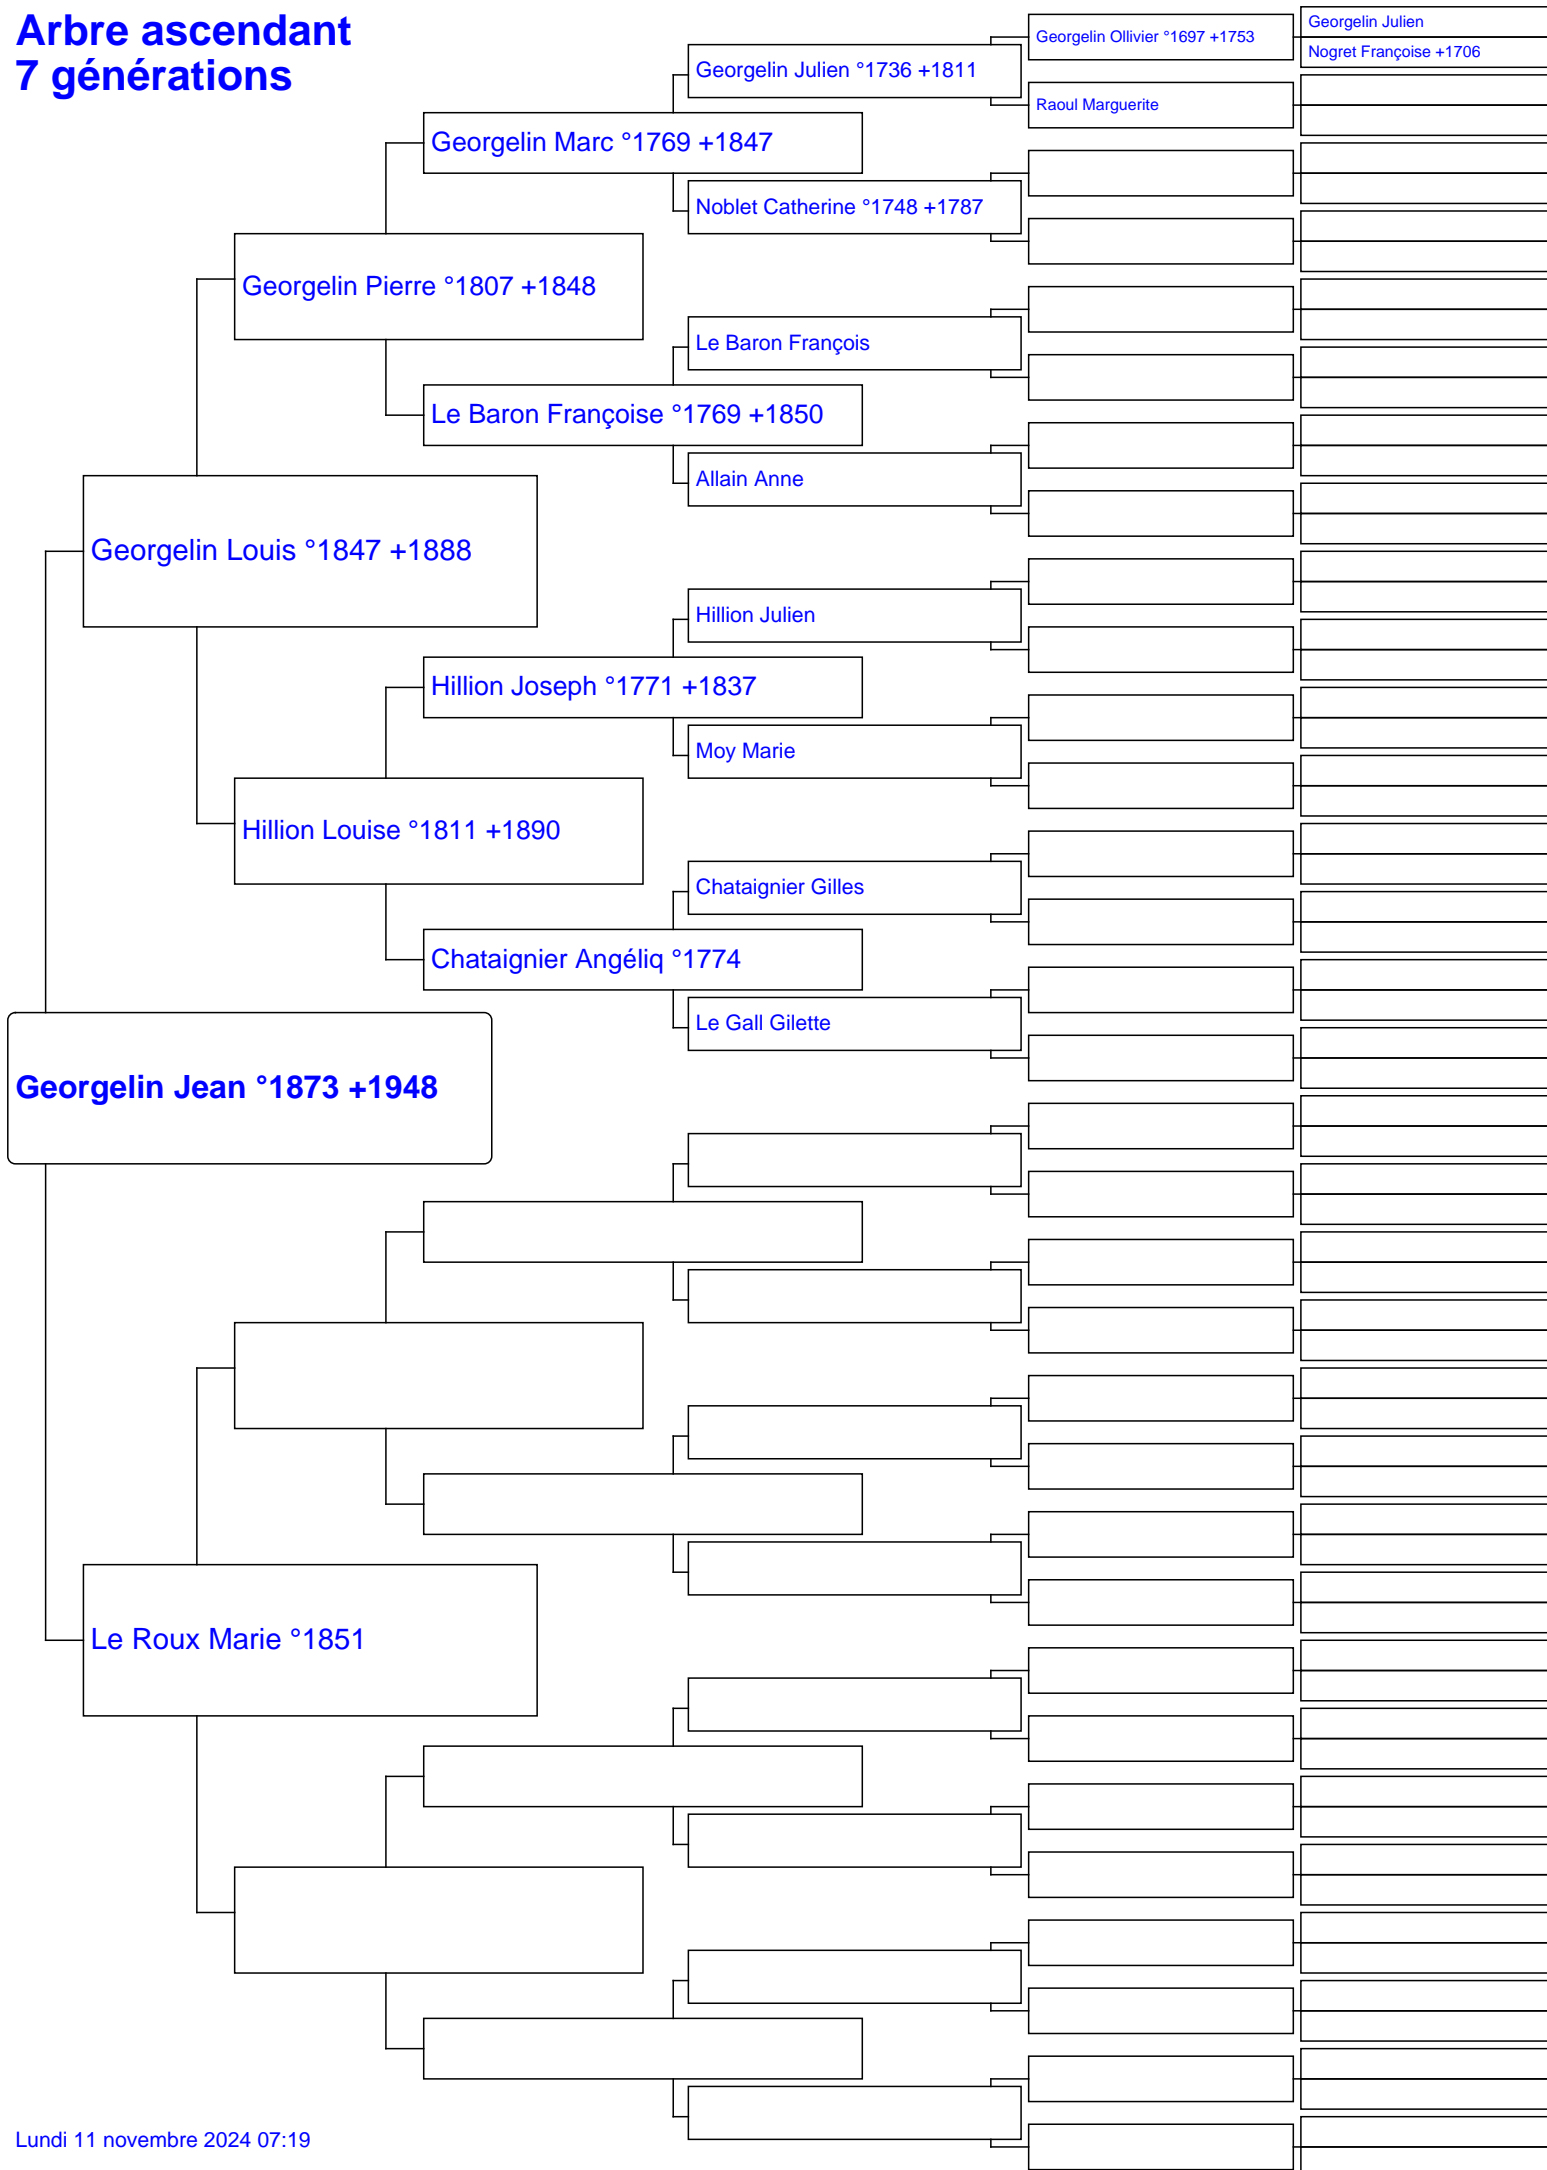 Arbre ascendant
7 générations
Georgelin Julien
Georgelin Ollivier °1697 +1753
Nogret Françoise +1706
Georgelin Julien °1736 +1811
Raoul Marguerite
Georgelin Marc °1769 +1847
Noblet Catherine °1748 +1787
Georgelin Pierre °1807 +1848
Le Baron François
Le Baron Françoise °1769 +1850
Allain Anne
Georgelin Louis °1847 +1888
Hillion Julien
Hillion Joseph °1771 +1837
Moy Marie
Hillion Louise °1811 +1890
Chataignier Gilles
Chataignier Angéliq °1774
Le Gall Gilette
Georgelin Jean °1873 +1948
Le Roux Marie °1851
Lundi 11 novembre 2024 07:19